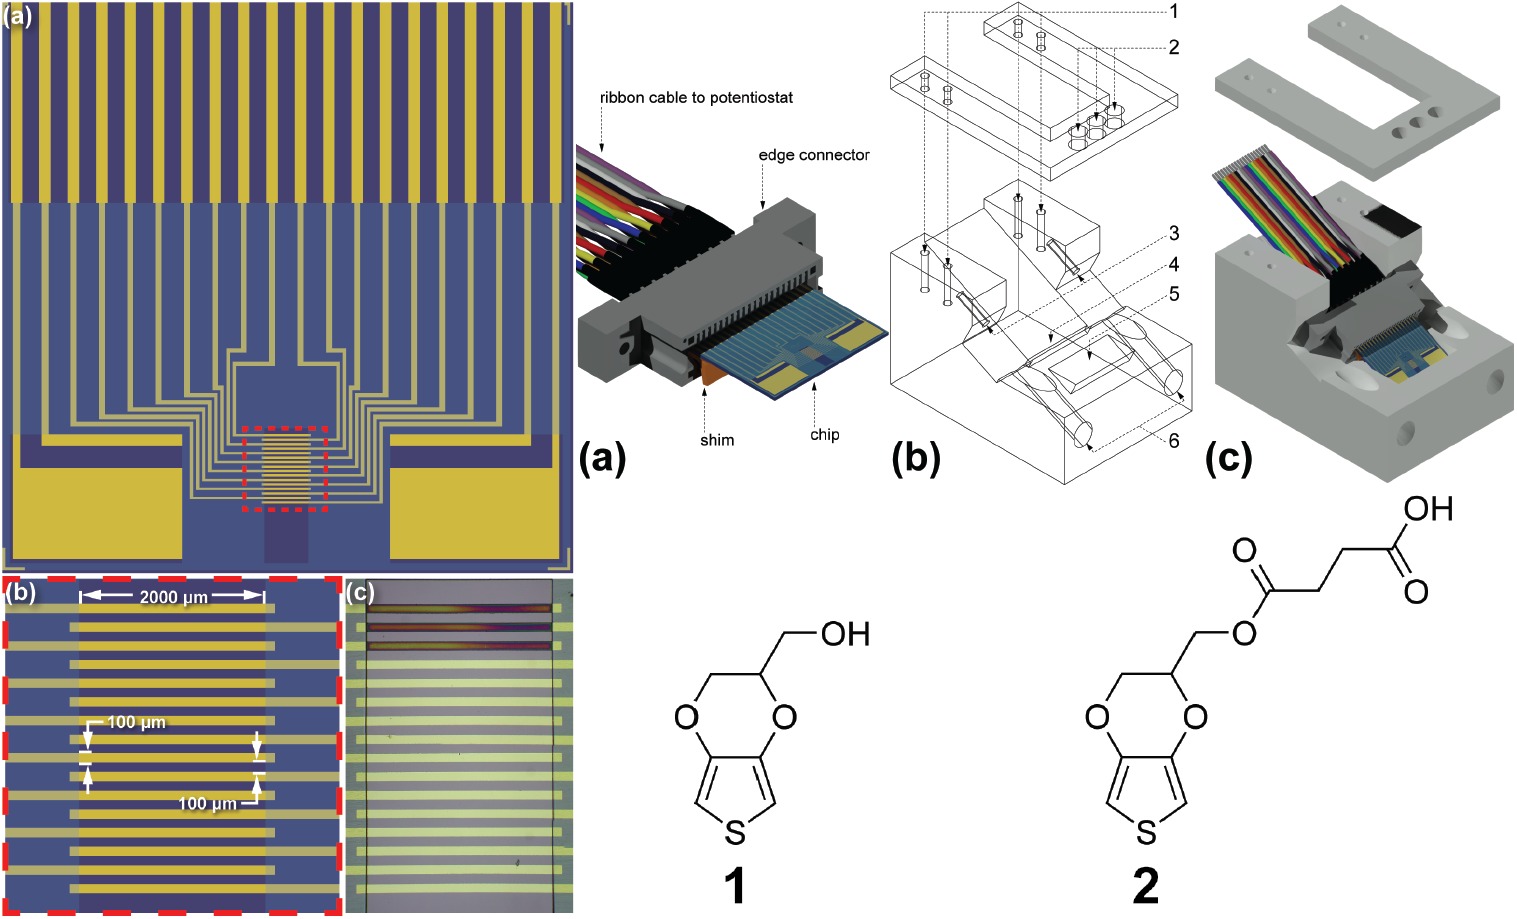 (a)
ribbon cable to potentiostat
edge connector
shim
chip
(a)
1
2
3
4
5
6
(b)
(c)
(b)
2000 µm
100 µm
100 µm
(c)
OH
O
O
S
1
OH
O
O
O
O
O
S
2